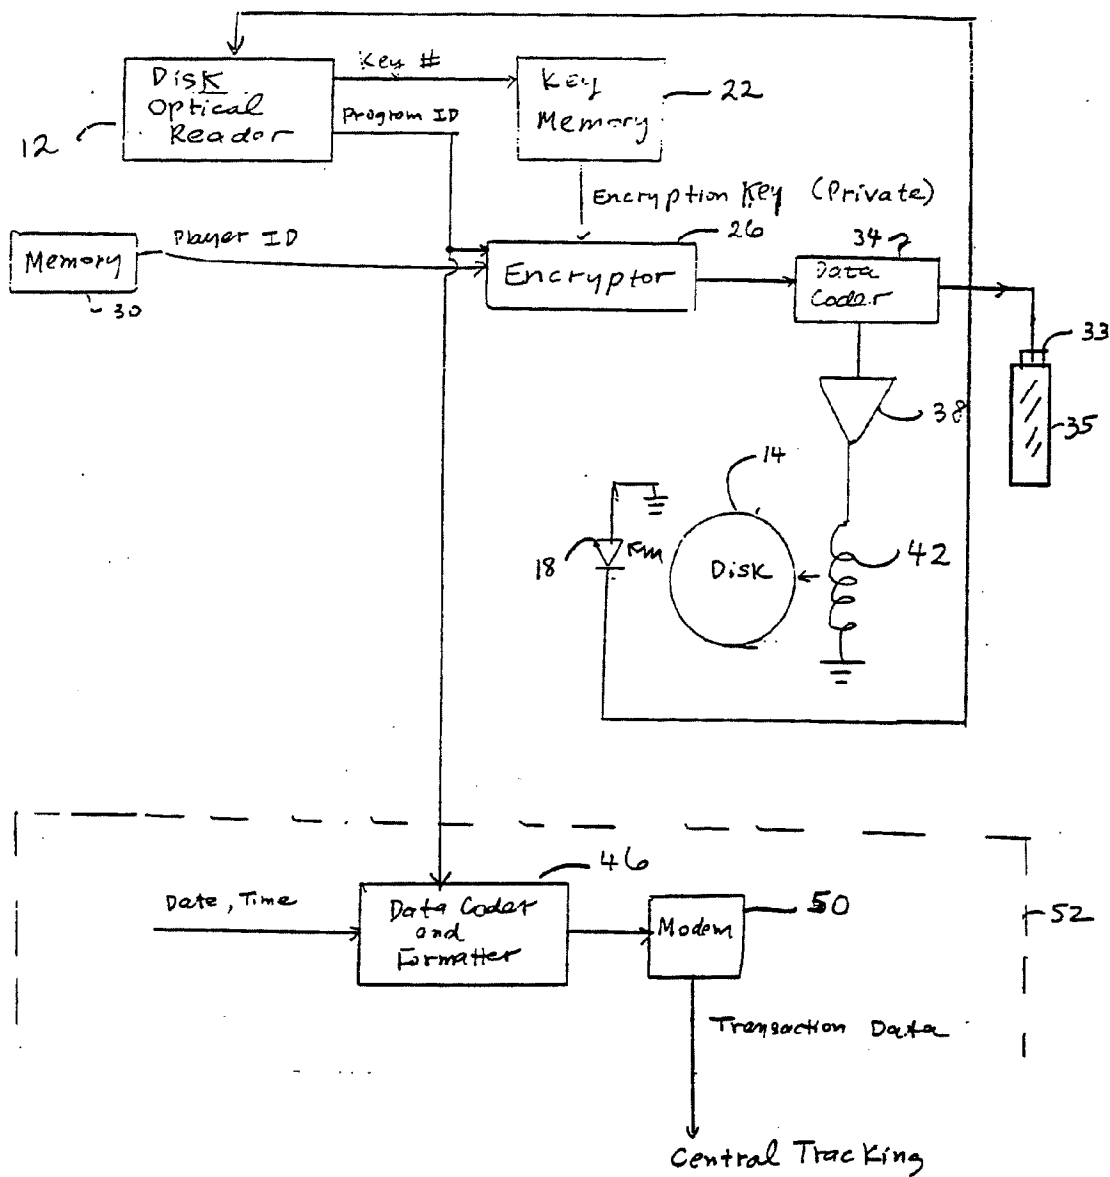 Disk
Optical
Reader
12
Key #
Program ID
Key
Memory
22
Encryption Key (Private)
Memory
30
Player ID
Encryptor
26
Data
Coder
34
33
35
38
14
Disk
42
18
Date, Time
Data Coder
and
Formatter
46
Modem
50
52
Transaction Data
Central Tracking